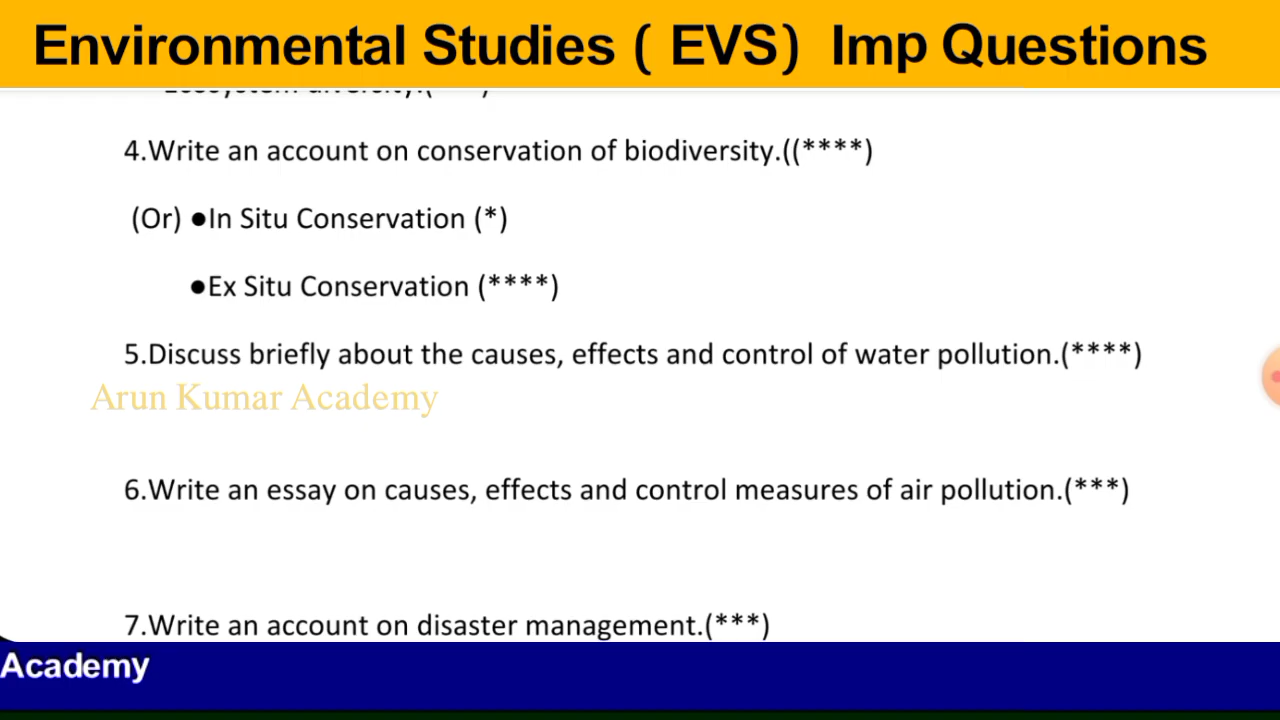 Environmental Studies ( EVS) Imp Questions
4.Write an account on conservation of biodiversity.((****)
(Or) ●In Situ Conservation (*)
●Ex Situ Conservation (****)
5.Discuss briefly about the causes, effects and control of water pollution.(****)
Arun Kumar Academy
6.Write an essay on causes, effects and control measures of air pollution.(***)
7.Write an account on disaster management.(***)
Academy